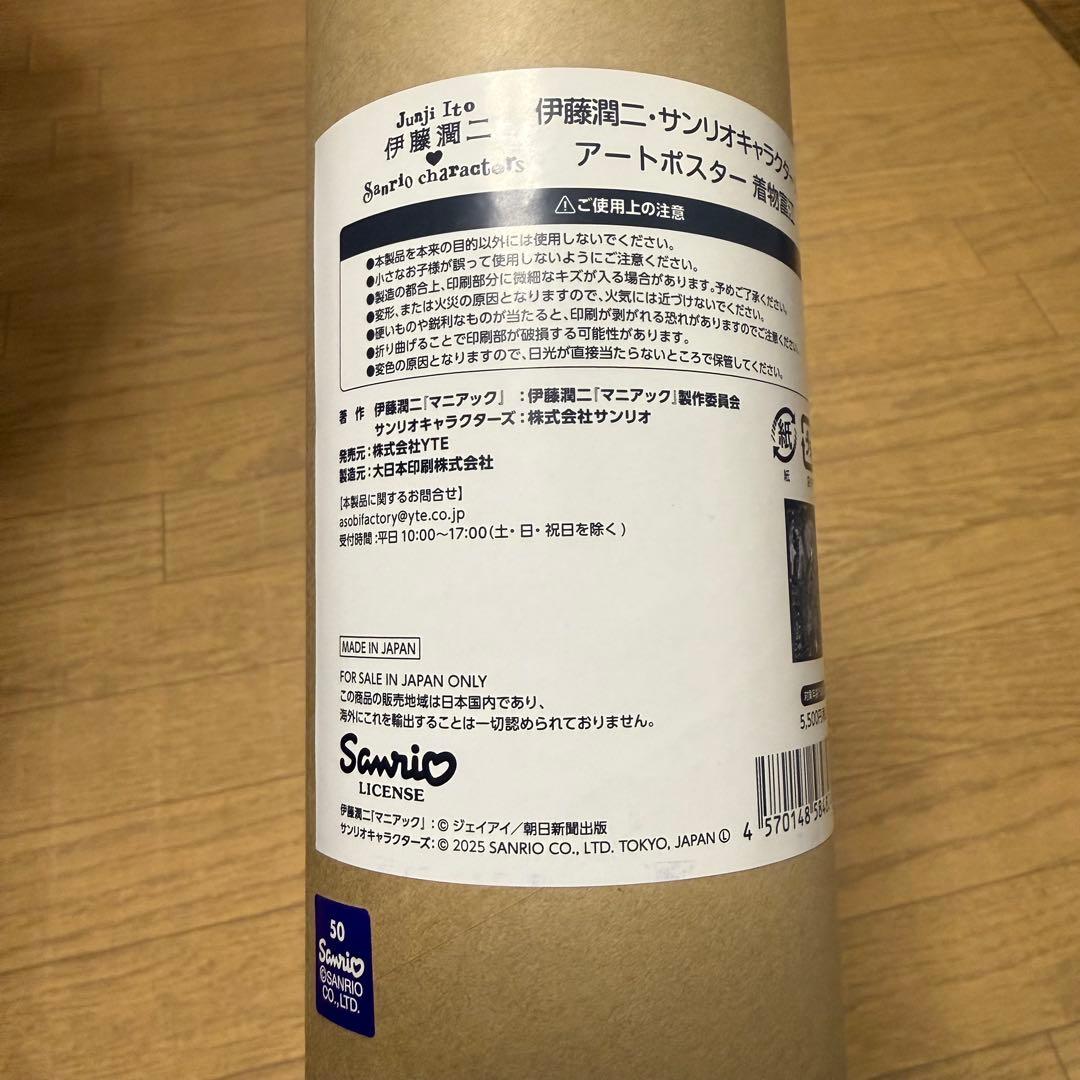 Junji Ito
伊藤潤二
♥
Sanrio characters
伊藤潤二・サンリオキャラクター
アートポスター 着物富江
⚠ご使用上の注意
●本製品を本来の目的以外には使用しないでください。
●小さなお子様が誤って使用しないようにご注意ください。
●製造の都合上、印刷部分に微細なキズが入る場合があります。予めご了承ください。
●変形、または火災の原因となりますので、火気には近づけないでください。
●硬いものや鋭利なものが当たると、印刷が剥がれる恐れがありますのでご注意ください。
●折り曲げることで印刷部が破損する可能性があります。
●変色の原因となりますので、日光が直接当たらないところで保管してください。
著 作 伊藤潤二『マニアック』:伊藤潤二『マニアック』製作委員会
サンリオキャラクターズ:株式会社サンリオ
発売元:株式会社YTE
製造元:大日本印刷株式会社
【本製品に関するお問合せ】
asobifactory@yte.co.jp
受付時間:平日10:00〜17:00(土・日・祝日を除く)
紙
紙
MADE IN JAPAN
FOR SALE IN JAPAN ONLY
この商品の販売地域は日本国内であり、
海外にこれを輸出することは一切認められておりません。
5,500円
Sanrio
LICENSE
伊藤潤二『マニアック』:© ジェイアイ/朝日新聞出版
サンリオキャラクターズ:© 2025 SANRIO CO., LTD. TOKYO, JAPAN Ⓛ
4 570148 584
50
Sanrio
©SANRIO
CO.,LTD.